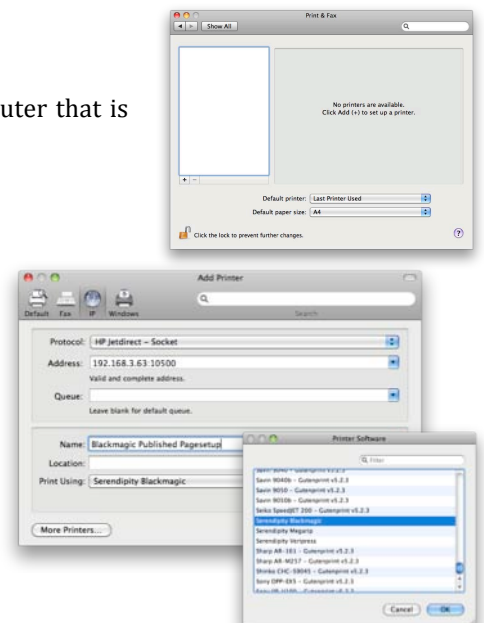 Print & Fax
Show All
uter that is
No printers are available.
Click Add (+) to set up a printer.
+ -
Default printer: Last Printer Used
Default paper size: A4
Click the lock to prevent further changes.
?
Add Printer
Default Fax IP Windows
Search
Protocol: HP Jetdirect – Socket
Address: 192.168.3.63:10500
Valid and complete address.
Queue:
Leave blank for default queue.
Name: Blackmagic Published Pagesetup
Location:
Print Using: Serendipity Blackmagic
More Printers...
Printer Software
Filter
Savin 9040b – Gutenprint v5.2.3
Savin 9050 – Gutenprint v5.2.3
Savin 9050b – Gutenprint v5.2.3
Seiko SpeedJET 200 – Gutenprint v5.2.3
Serendipity Blackmagic
Serendipity Megarip
Serendipity Veripress
Sharp AR-161 – Gutenprint v5.2.3
Sharp AR-M257 – Gutenprint v5.2.3
Shinko CHC-S9045 – Gutenprint v5.2.3
Sony DPP-EX5 – Gutenprint v5.2.3
Cancel OK